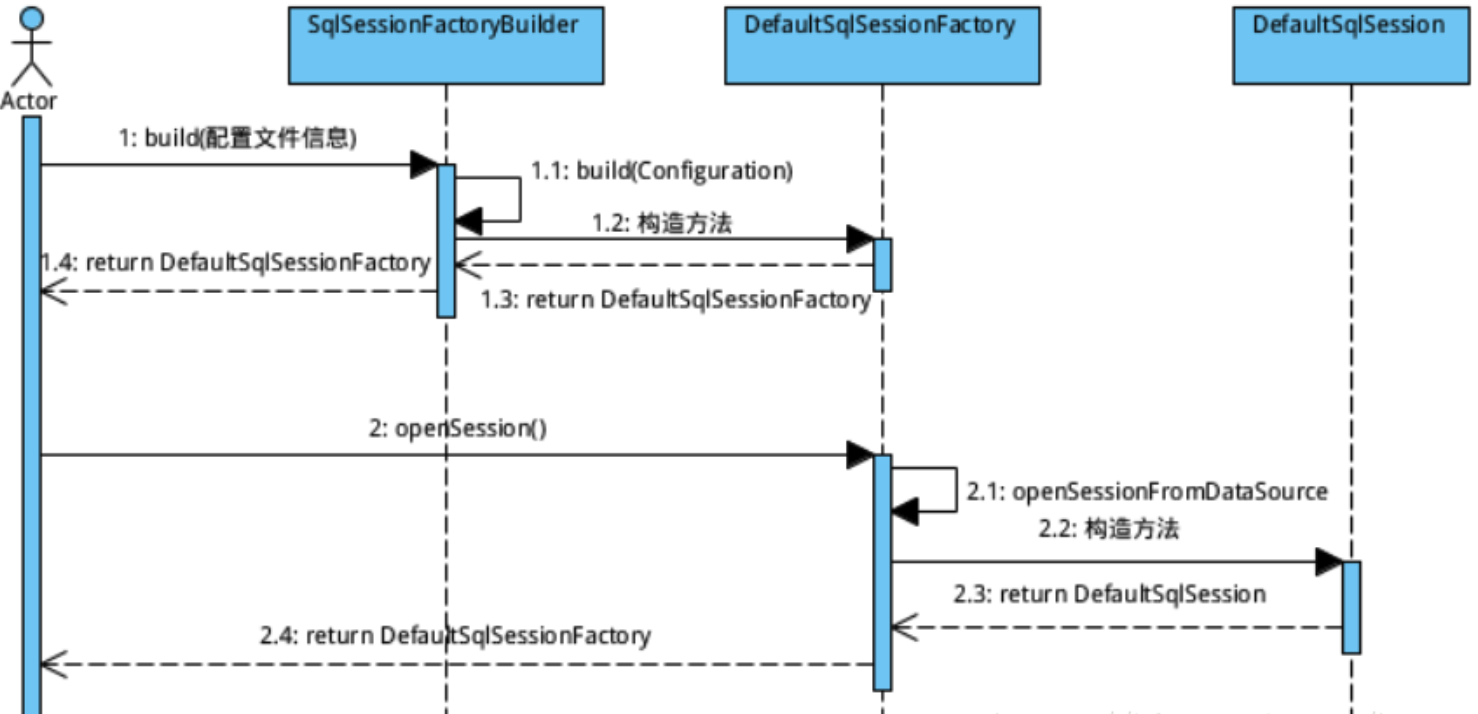 SqlSessionFactoryBuilder
DefaultSqlSessionFactory
DefaultSqlSession
Actor
1: build(配置文件信息)
1.1: build(Configuration)
1.2: 构造方法
1.4: return DefaultSqlSessionFactory
1.3: return DefaultSqlSessionFactory
2: openSession()
2.1: openSessionFromDataSource
2.2: 构造方法
2.3: return DefaultSqlSession
2.4: return DefaultSqlSessionFactory